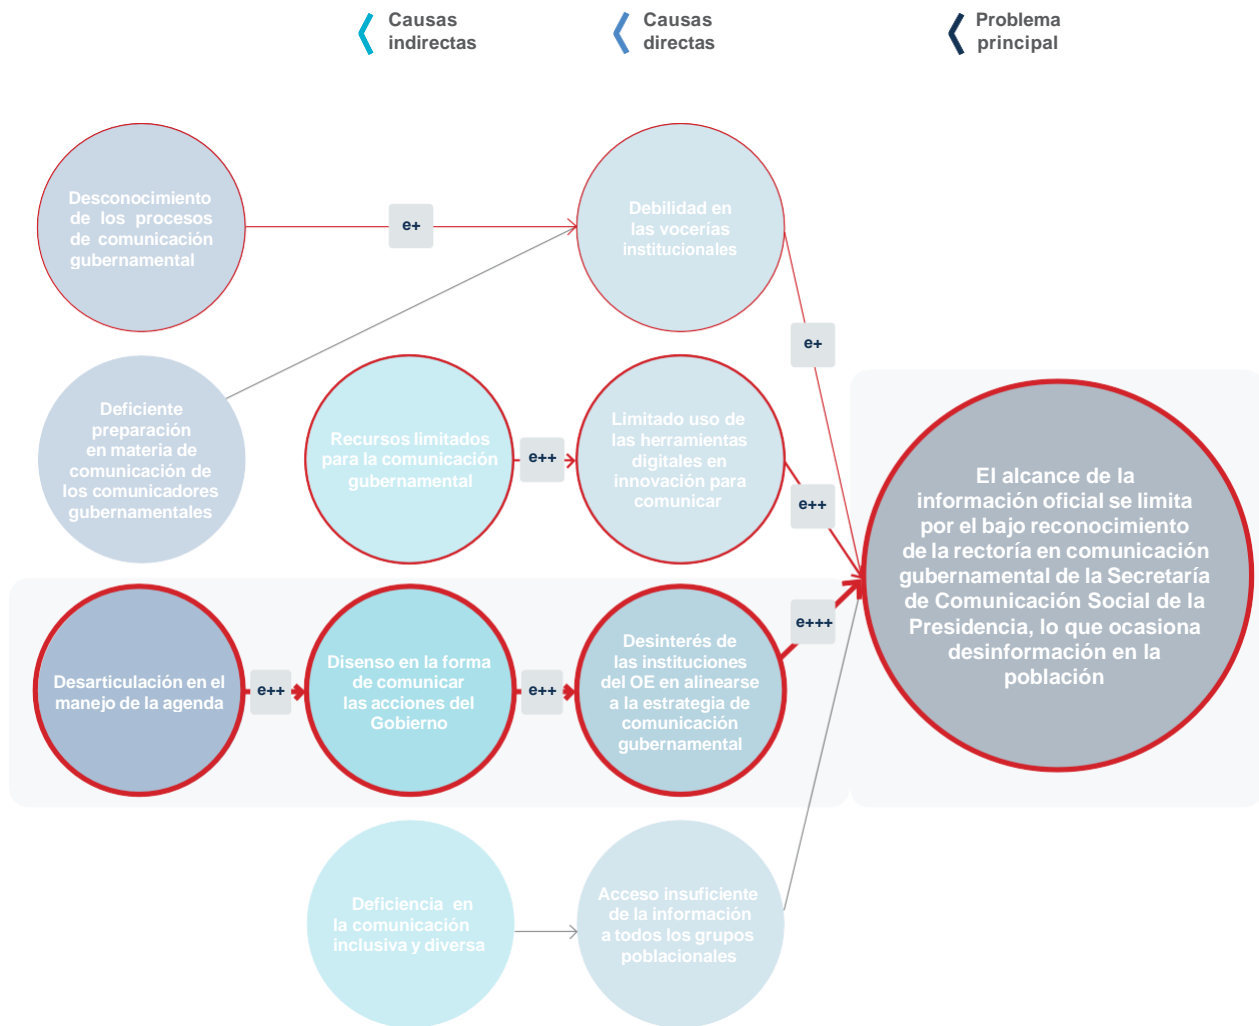 Causas
indirectas
Causas
directas
Problema
principal
Desconocimiento
de los procesos
de comunicación
gubernamental
e+
Debilidad en
las vocerías
institucionales
e+
Deficiente
preparación
en materia de
comunicación de
los comunicadores
gubernamentales
Recursos limitados
para la comunicación
gubernamental
e++
Limitado uso de
las herramientas
digitales en
innovación para
comunicar
e++
El alcance de la
información oficial se limita
por el bajo reconocimiento
de la rectoría en comunicación
gubernamental de la Secretaría
de Comunicación Social de la
Presidencia, lo que ocasiona
desinformación en la
población
Desarticulación en el
manejo de la agenda
e++
Disenso en la forma
de comunicar
las acciones del
Gobierno
e++
Desinterés de
las instituciones
del OE en alinearse
a la estrategia de
comunicación
gubernamental
e+++
Deficiencia en
la comunicación
inclusiva y diversa
Acceso insuficiente
de la información
a todos los grupos
poblacionales